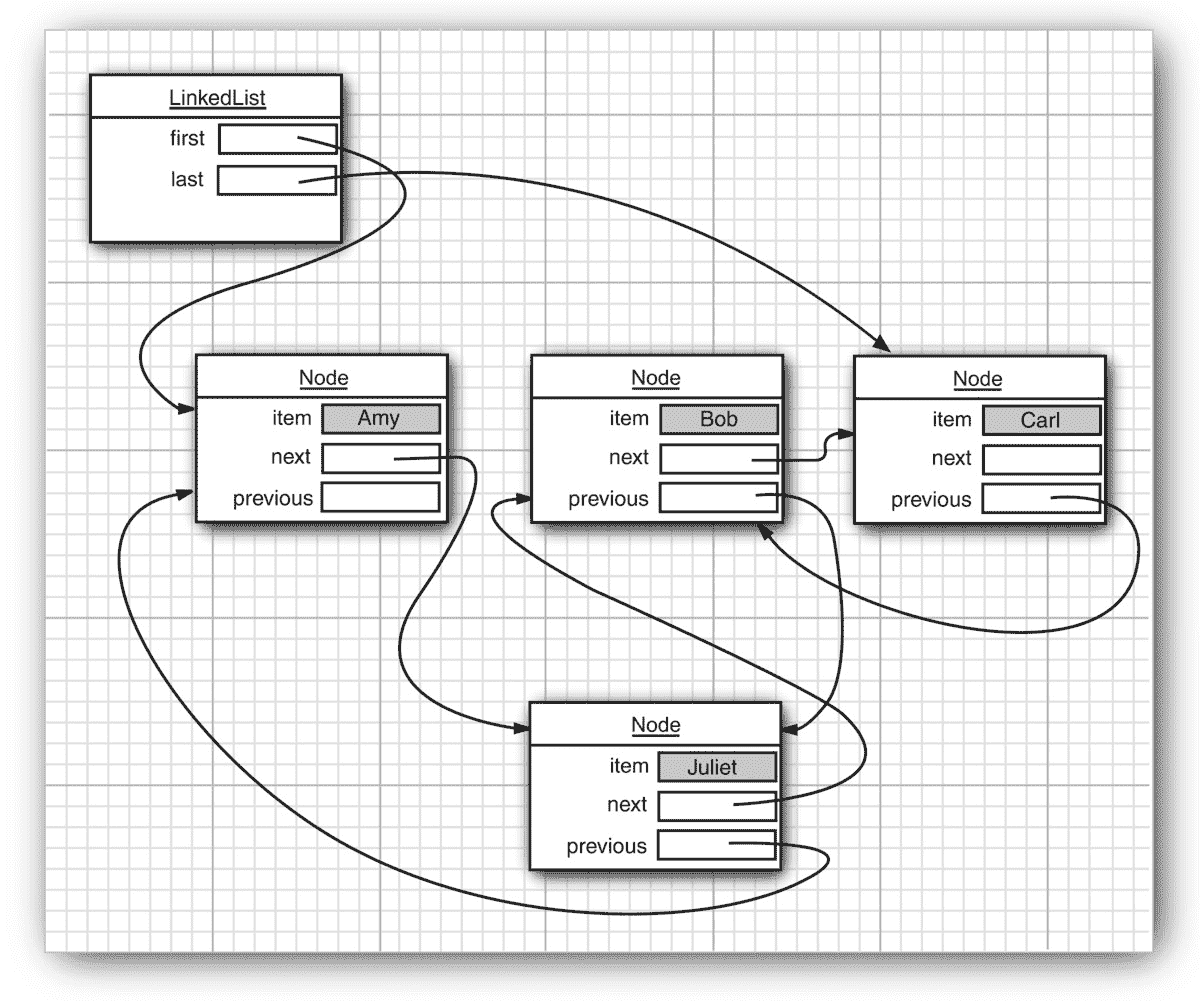 LinkedList
first
last
Node
item Amy
next
previous
Node
item Bob
next
previous
Node
item Carl
next
previous
Node
item Juliet
next
previous